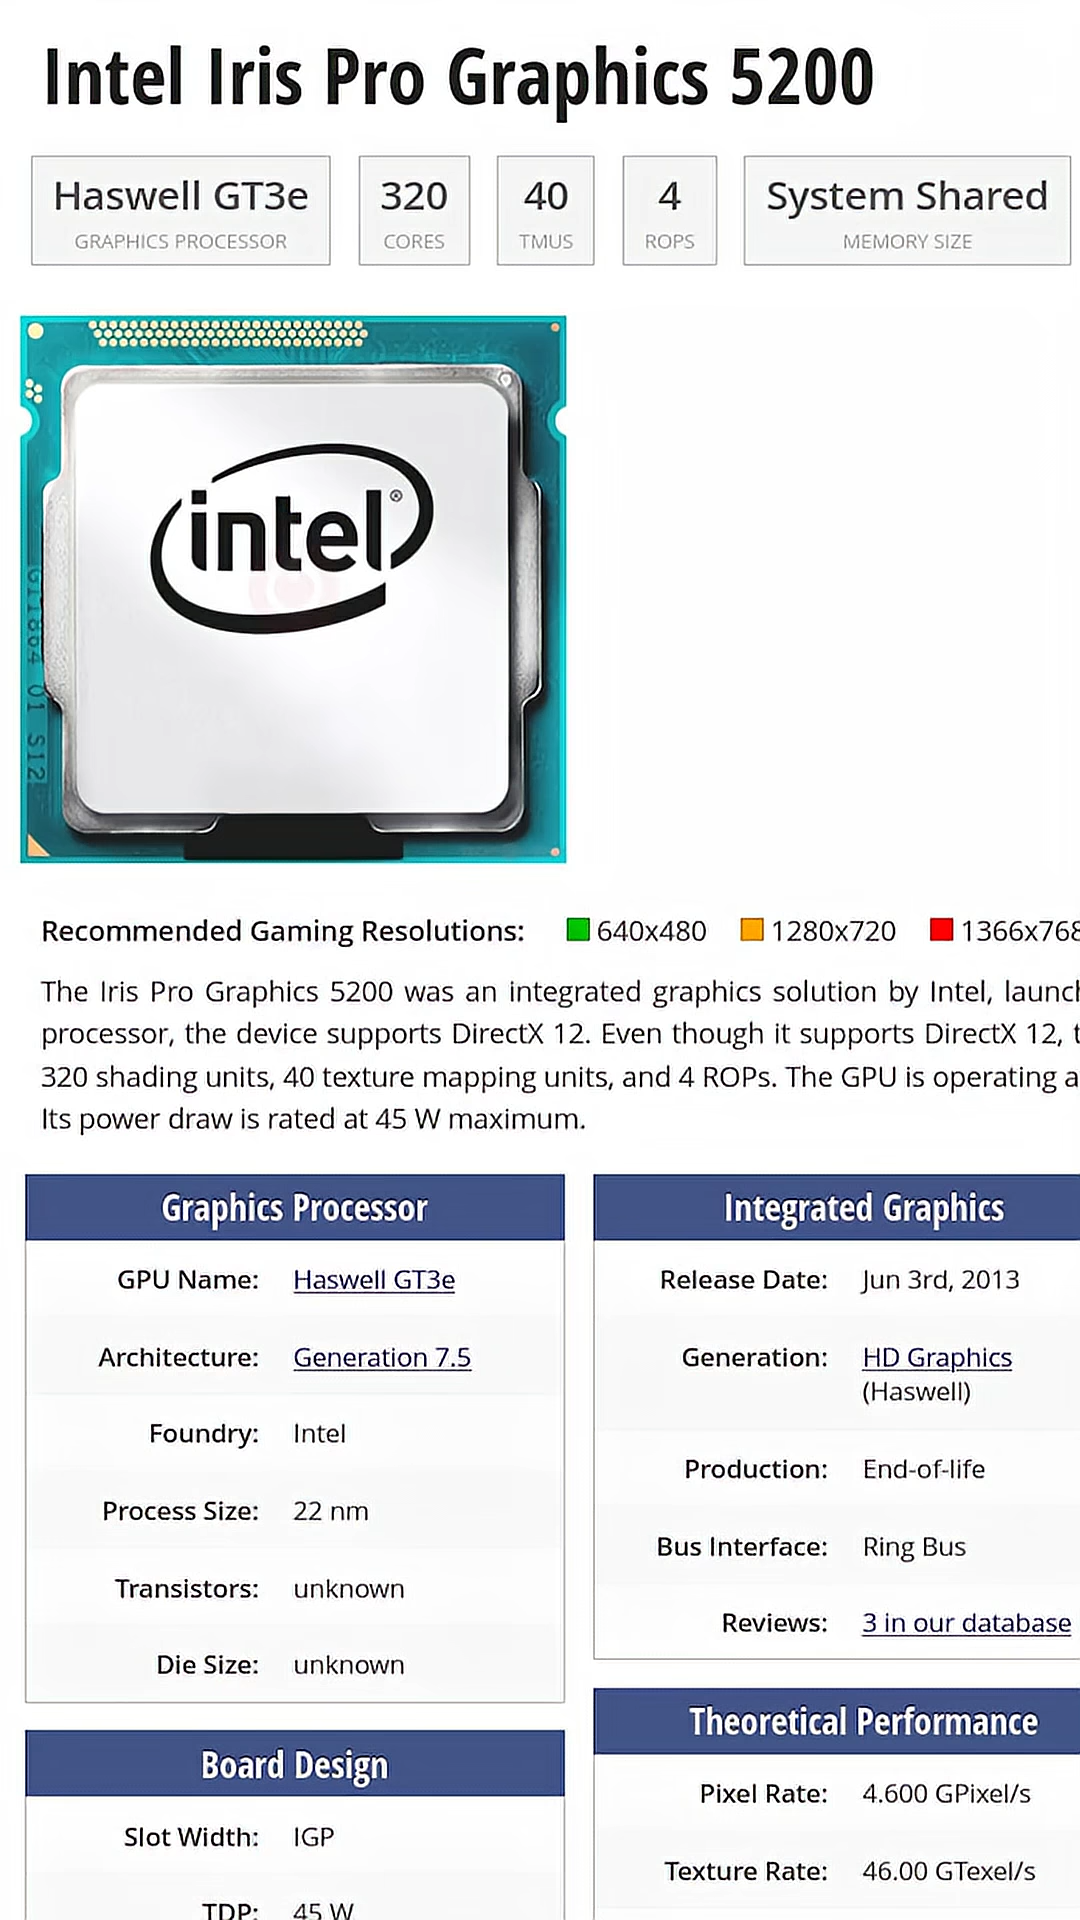 Intel Iris Pro Graphics 5200
Haswell GT3e
GRAPHICS PROCESSOR
320
CORES
40
TMUS
4
ROPS
System Shared
MEMORY SIZE
intel®
Recommended Gaming Resolutions: 640x480 1280x720 1366x768
The Iris Pro Graphics 5200 was an integrated graphics solution by Intel,
processor, the device supports DirectX 12. Even though it supports DirectX 12,
320 shading units, 40 texture mapping units, and 4 ROPs. The GPU is operating
Its power draw is rated at 45 W maximum.
Graphics Processor
GPU Name: Haswell GT3e
Architecture: Generation 7.5
Foundry: Intel
Process Size: 22 nm
Transistors: unknown
Die Size: unknown
Board Design
Slot Width: IGP
TDP: 45 W
Integrated Graphics
Release Date: Jun 3rd, 2013
Generation: HD Graphics
(Haswell)
Production: End-of-life
Bus Interface: Ring Bus
Reviews: 3 in our database
Theoretical Performance
Pixel Rate: 4.600 GPixel/s
Texture Rate: 46.00 GTexel/s